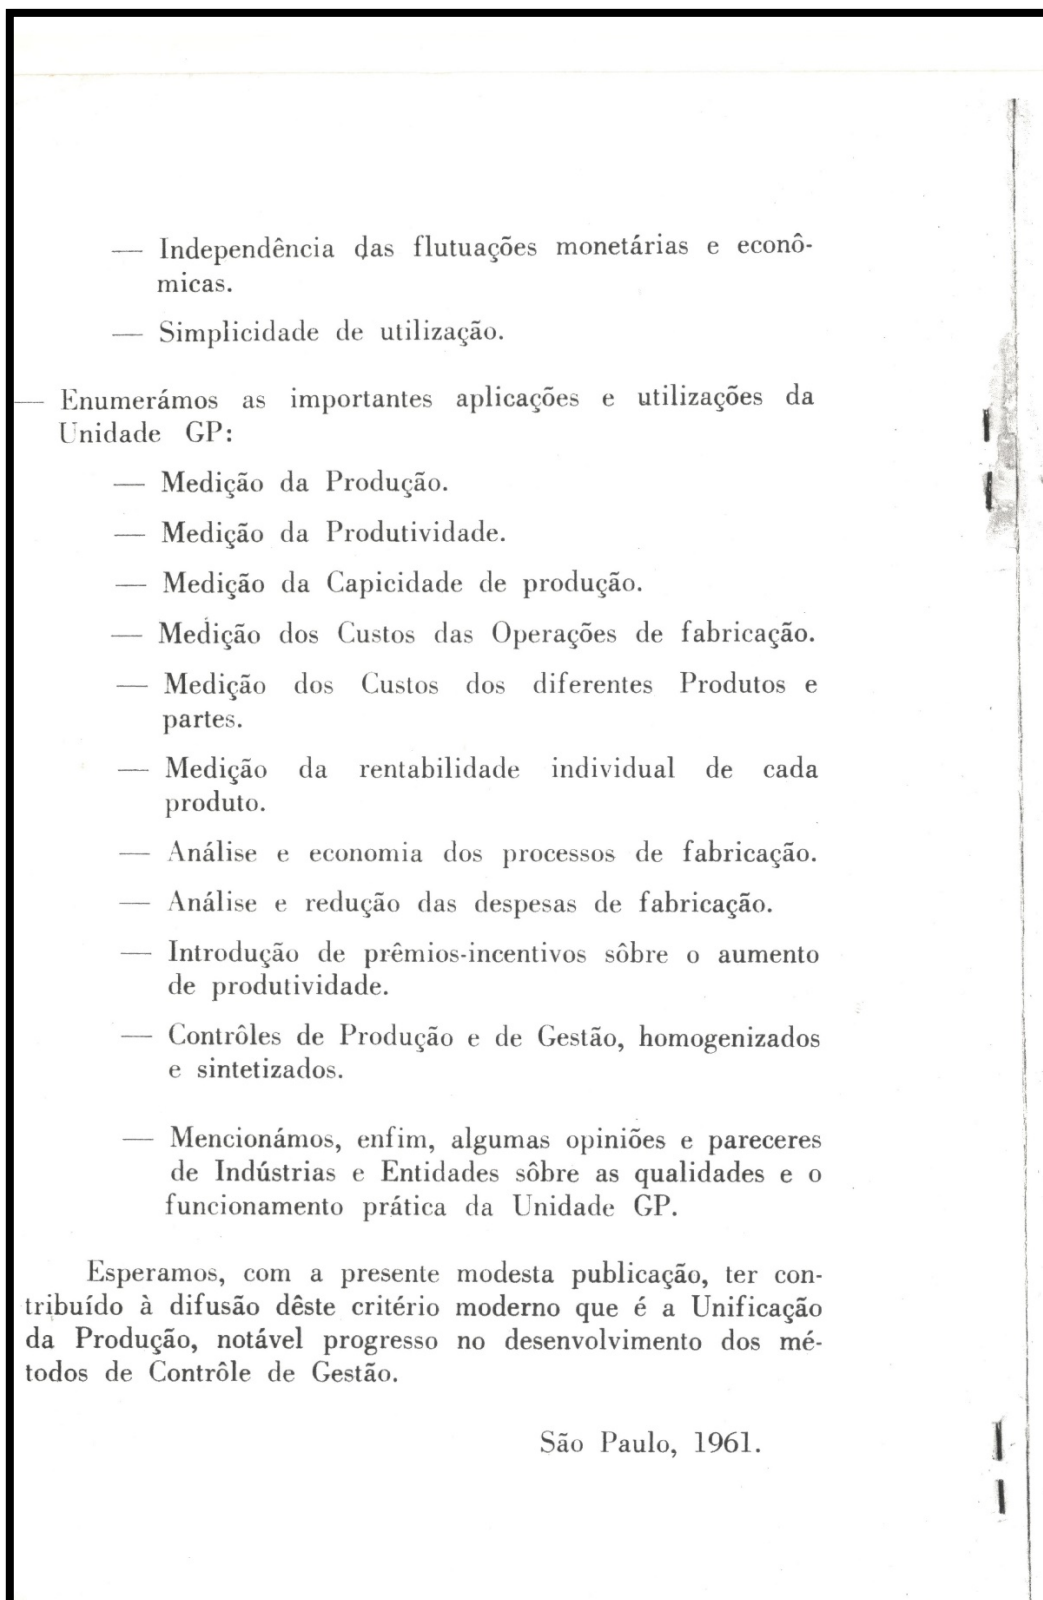 — Independência das flutuações monetárias e econô-
micas.
— Simplicidade de utilização.
— Enumerámos as importantes aplicações e utilizações da
Unidade GP:
— Medição da Produção.
— Medição da Produtividade.
— Medição da Capicidade de produção.
— Medição dos Custos das Operações de fabricação.
— Medição dos Custos dos diferentes Produtos e
partes.
— Medição da rentabilidade individual de cada
produto.
— Análise e economia dos processos de fabricação.
— Análise e redução das despesas de fabricação.
— Introdução de prêmios-incentivos sôbre o aumento
de produtividade.
— Contrôles de Produção e de Gestão, homogenizados
e sintetizados.
— Mencionámos, enfim, algumas opiniões e pareceres
de Indústrias e Entidades sôbre as qualidades e o
funcionamento prática da Unidade GP.
Esperamos, com a presente modesta publicação, ter con-
tribuído à difusão dêste critério moderno que é a Unificação
da Produção, notável progresso no desenvolvimento dos mé-
todos de Contrôle de Gestão.
São Paulo, 1961.